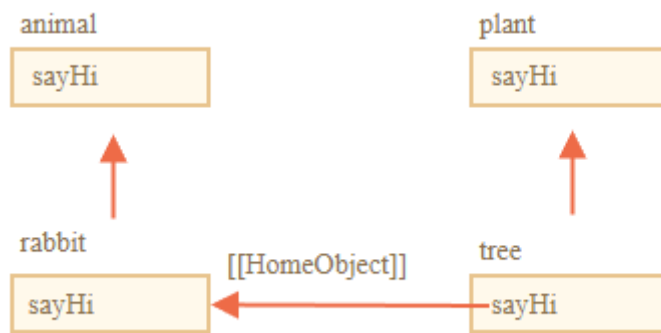 animal
plant
sayHi
sayHi
rabbit
[[HomeObject]]
tree
sayHi
sayHi